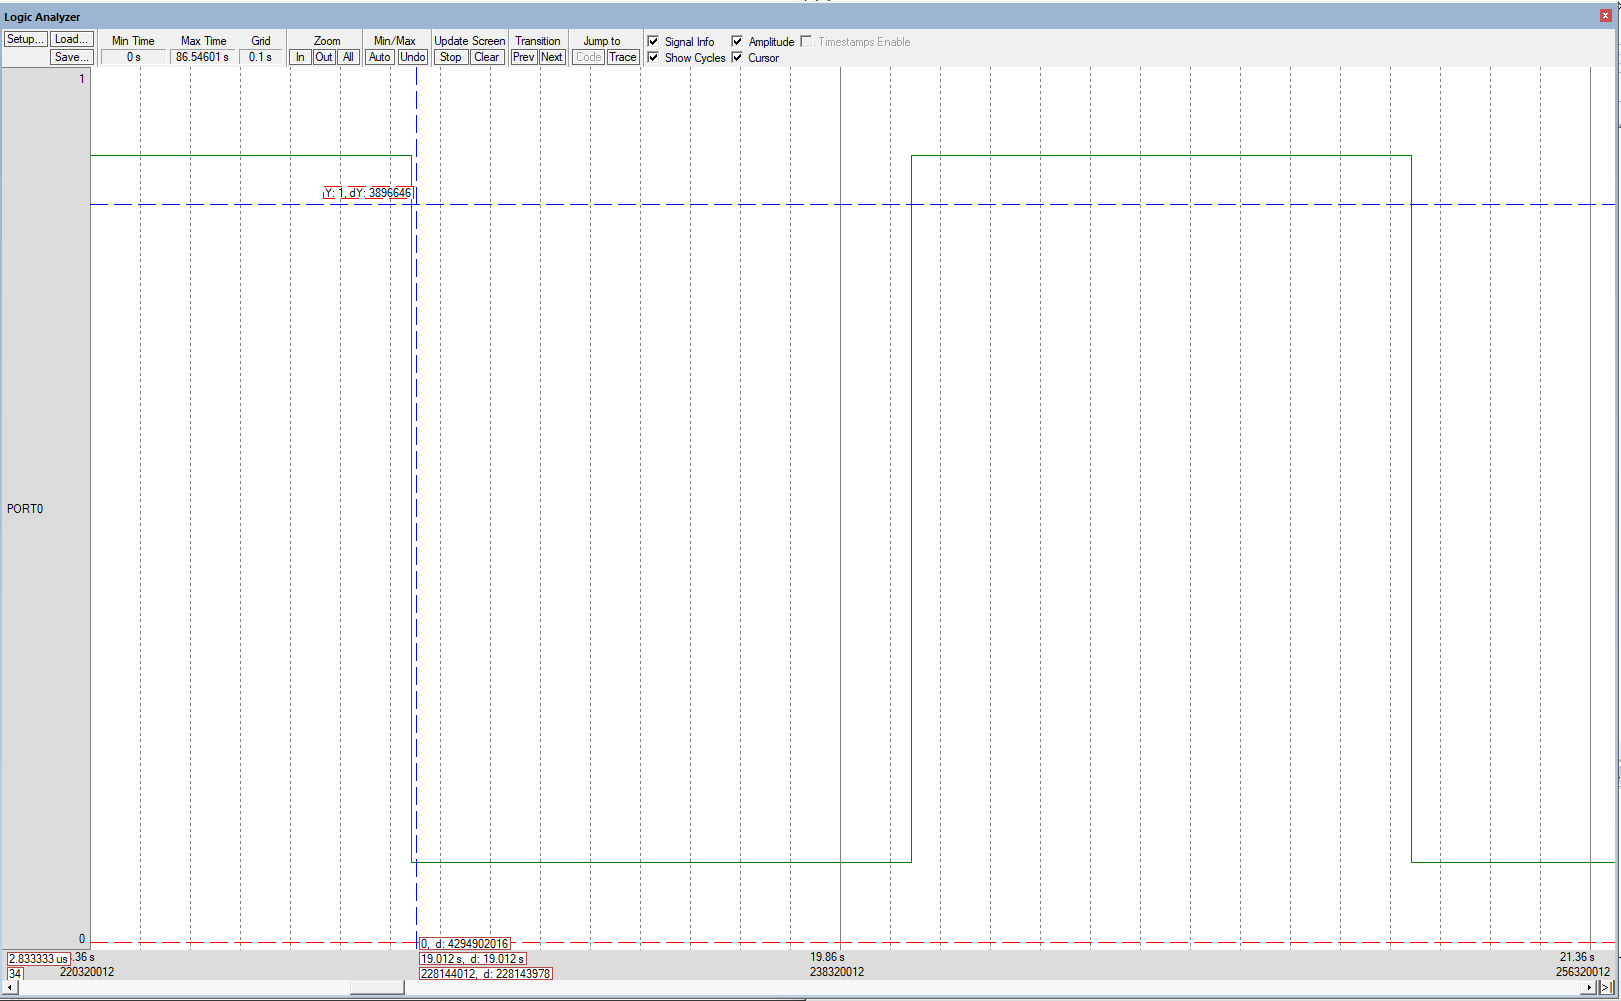 Logic Analyzer
Setup... Load... Min Time Max Time Grid Zoom Min/Max Update Screen Transition Jump to Signal Info Amplitude Timestamps Enable
Save... 0 s 86.54601 s 0.1 s In Out All Auto Undo Stop Clear Prev Next Code Trace Show Cycles Cursor
1
Y: 1, dY: 3896646
PORT0
0
0, d: 4294902016
2.833333 us .36 s 19.012 s, d: 19.012 s 19.86 s 21.36 s
34 220320012 228144012, d: 228143978 238320012 256320012